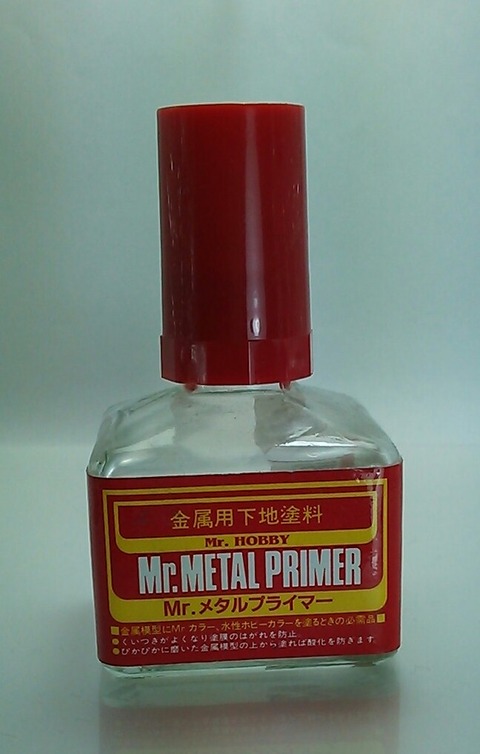 金属用下地塗料
Mr. HOBBY
Mr.METAL PRIMER
Mr.メタルプライマー
■金属模型にMr.カラー、水性ホビーカラーを塗るときの必需品■
●くいつきがよくなり塗膜のはがれを防止。
●ぴかぴかに磨いた金属模型の上から塗れば酸化を防ぎます。